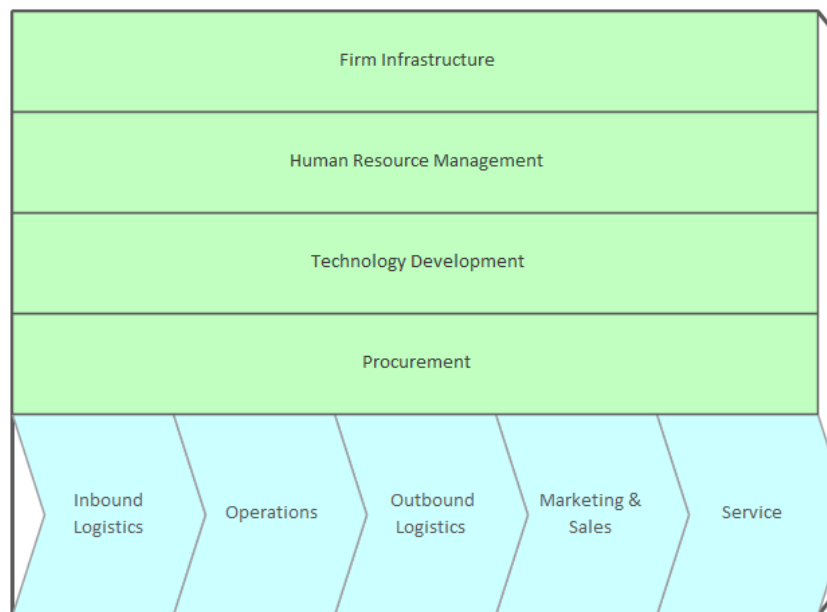 Firm Infrastructure
Human Resource Management
Technology Development
Procurement
Inbound
Logistics
Operations
Outbound
Logistics
Marketing &
Sales
Service